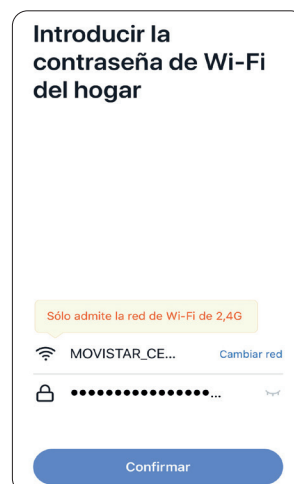 Introducir la
contraseña de Wi-Fi
del hogar
Sólo admite la red de Wi-Fi de 2,4G
MOVISTAR_CE... Cambiar red
●●●●●●●●●●●●●●●●...
Confirmar